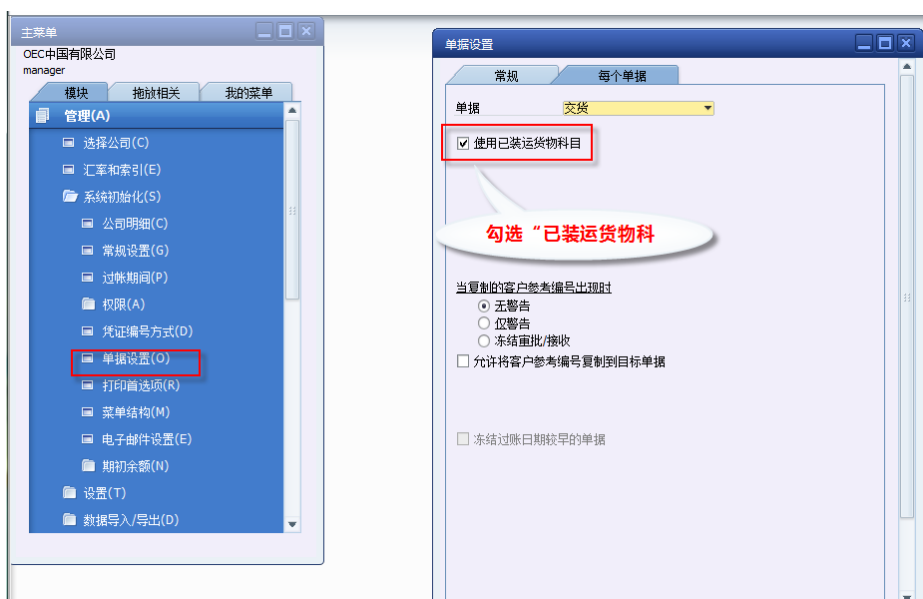 主菜单
OEC中国有限公司
manager
模块
拖放相关
我的菜单
管理(A)
选择公司(C)
汇率和索引(E)
系统初始化(S)
公司明细(C)
常规设置(G)
过帐期间(P)
权限(A)
凭证编号方式(D)
单据设置(O)
打印首选项(R)
菜单结构(M)
电子邮件设置(E)
期初余额(N)
设置(T)
数据导入/导出(D)
单据设置
常规
每个单据
单据
交货
使用已装运货物科目
勾选“已装运货物科
当复制的客户参考编号出现时
无警告
仅警告
冻结审批/接收
允许将客户参考编号复制到目标单据
冻结过账日期较早的单据